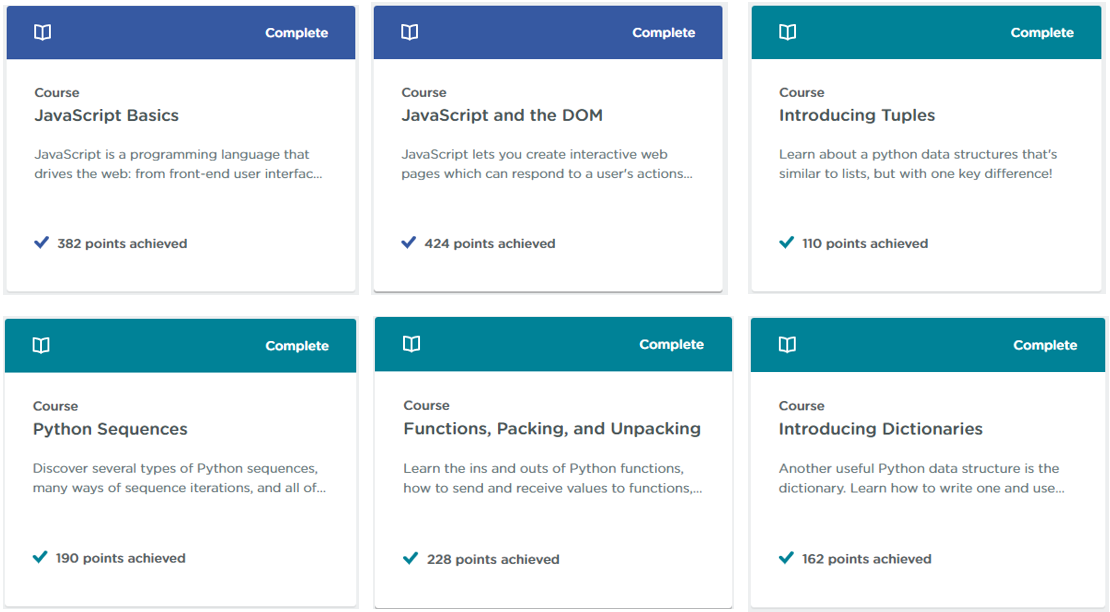 Complete
Course
JavaScript Basics
JavaScript is a programming language that
drives the web: from front-end user interfac...
382 points achieved
Complete
Course
JavaScript and the DOM
JavaScript lets you create interactive web
pages which can respond to a user's actions...
424 points achieved
Complete
Course
Introducing Tuples
Learn about a python data structures that's
similar to lists, but with one key difference!
110 points achieved
Complete
Course
Python Sequences
Discover several types of Python sequences,
many ways of sequence iterations, and all of...
190 points achieved
Complete
Course
Functions, Packing, and Unpacking
Learn the ins and outs of Python functions,
how to send and receive values to functions,...
228 points achieved
Complete
Course
Introducing Dictionaries
Another useful Python data structure is the
dictionary. Learn how to write one and use...
162 points achieved